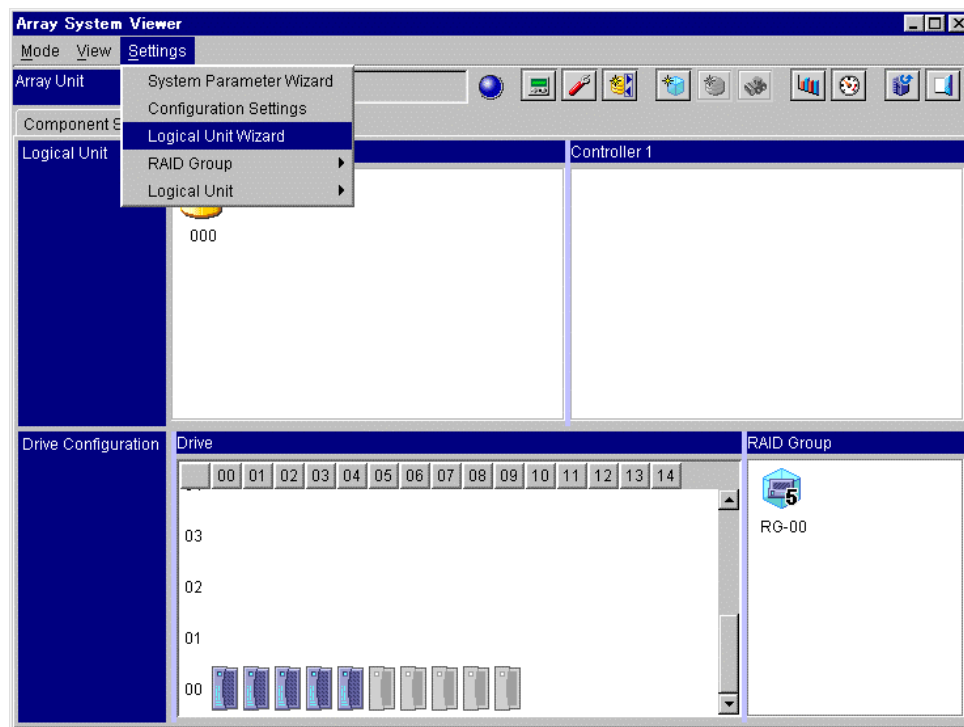 Array System Viewer
Mode View Settings
Array Unit
System Parameter Wizard
Configuration Settings
Logical Unit Wizard
RAID Group
Logical Unit
Component S
Logical Unit
Controller 1
000
Drive Configuration
Drive
RAID Group
00 01 02 03 04 05 06 07 08 09 10 11 12 13 14
03
02
01
00
5
RG-00